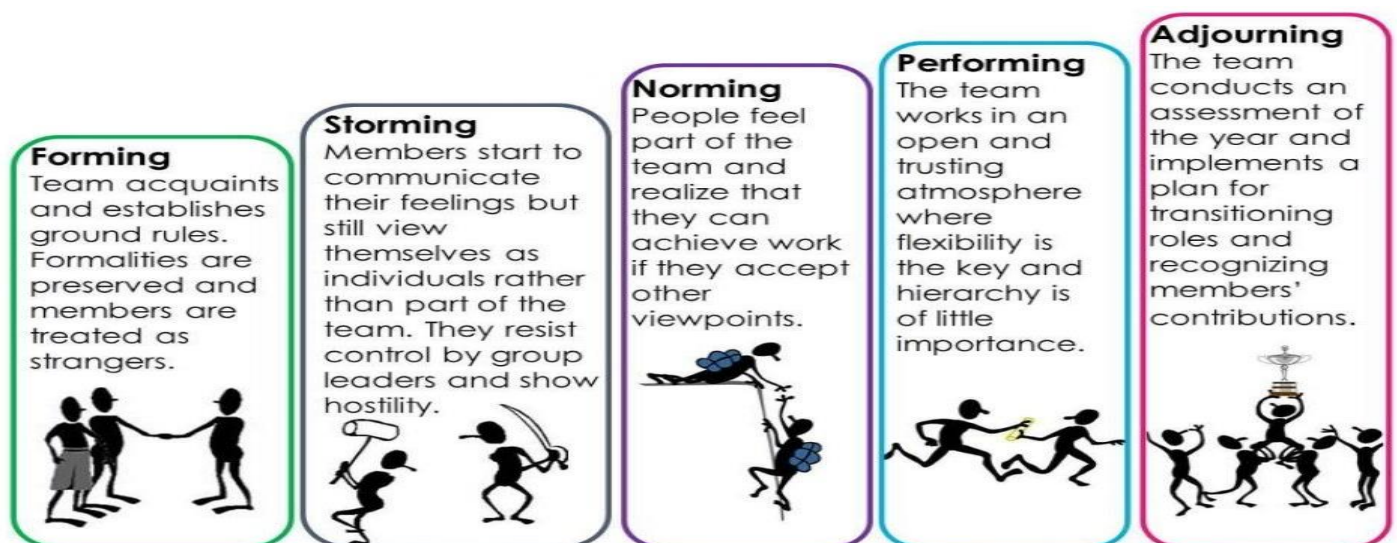 Forming
Team acquaints
and establishes
ground rules.
Formalities are
preserved and
members are
treated as
strangers.
Storming
Members start to
communicate
their feelings but
still view
themselves as
individuals rather
than part of the
team. They resist
control by group
leaders and show
hostility.
Norming
People feel
part of the
team and
realize that
they can
achieve work
if they accept
other
viewpoints.
Performing
The team
works in an
open and
trusting
atmosphere
where
flexibility is
the key and
hierarchy is
of little
importance.
Adjourning
The team
conducts an
assessment of
the year and
implements a
plan for
transitioning
roles and
recognizing
members'
contributions.